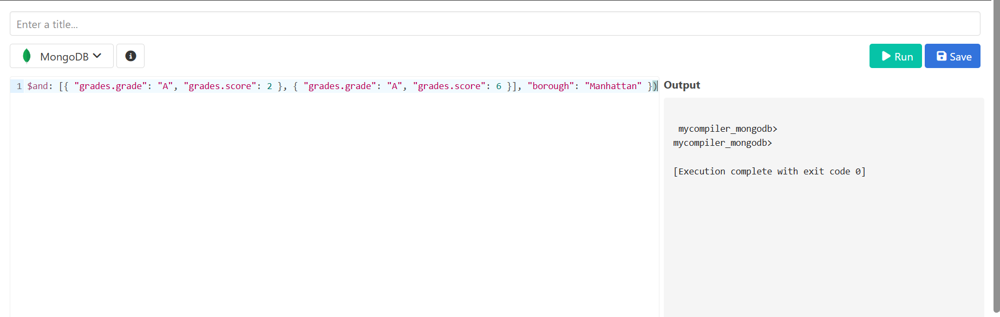 Enter a title...
MongoDB
Run Save
1 $and: [{ "grades.grade": "A", "grades.score": 2 }, { "grades.grade": "A", "grades.score": 6 }], "borough": "Manhattan" })
Output
mycompiler_mongodb>
mycompiler_mongodb>
[Execution complete with exit code 0]